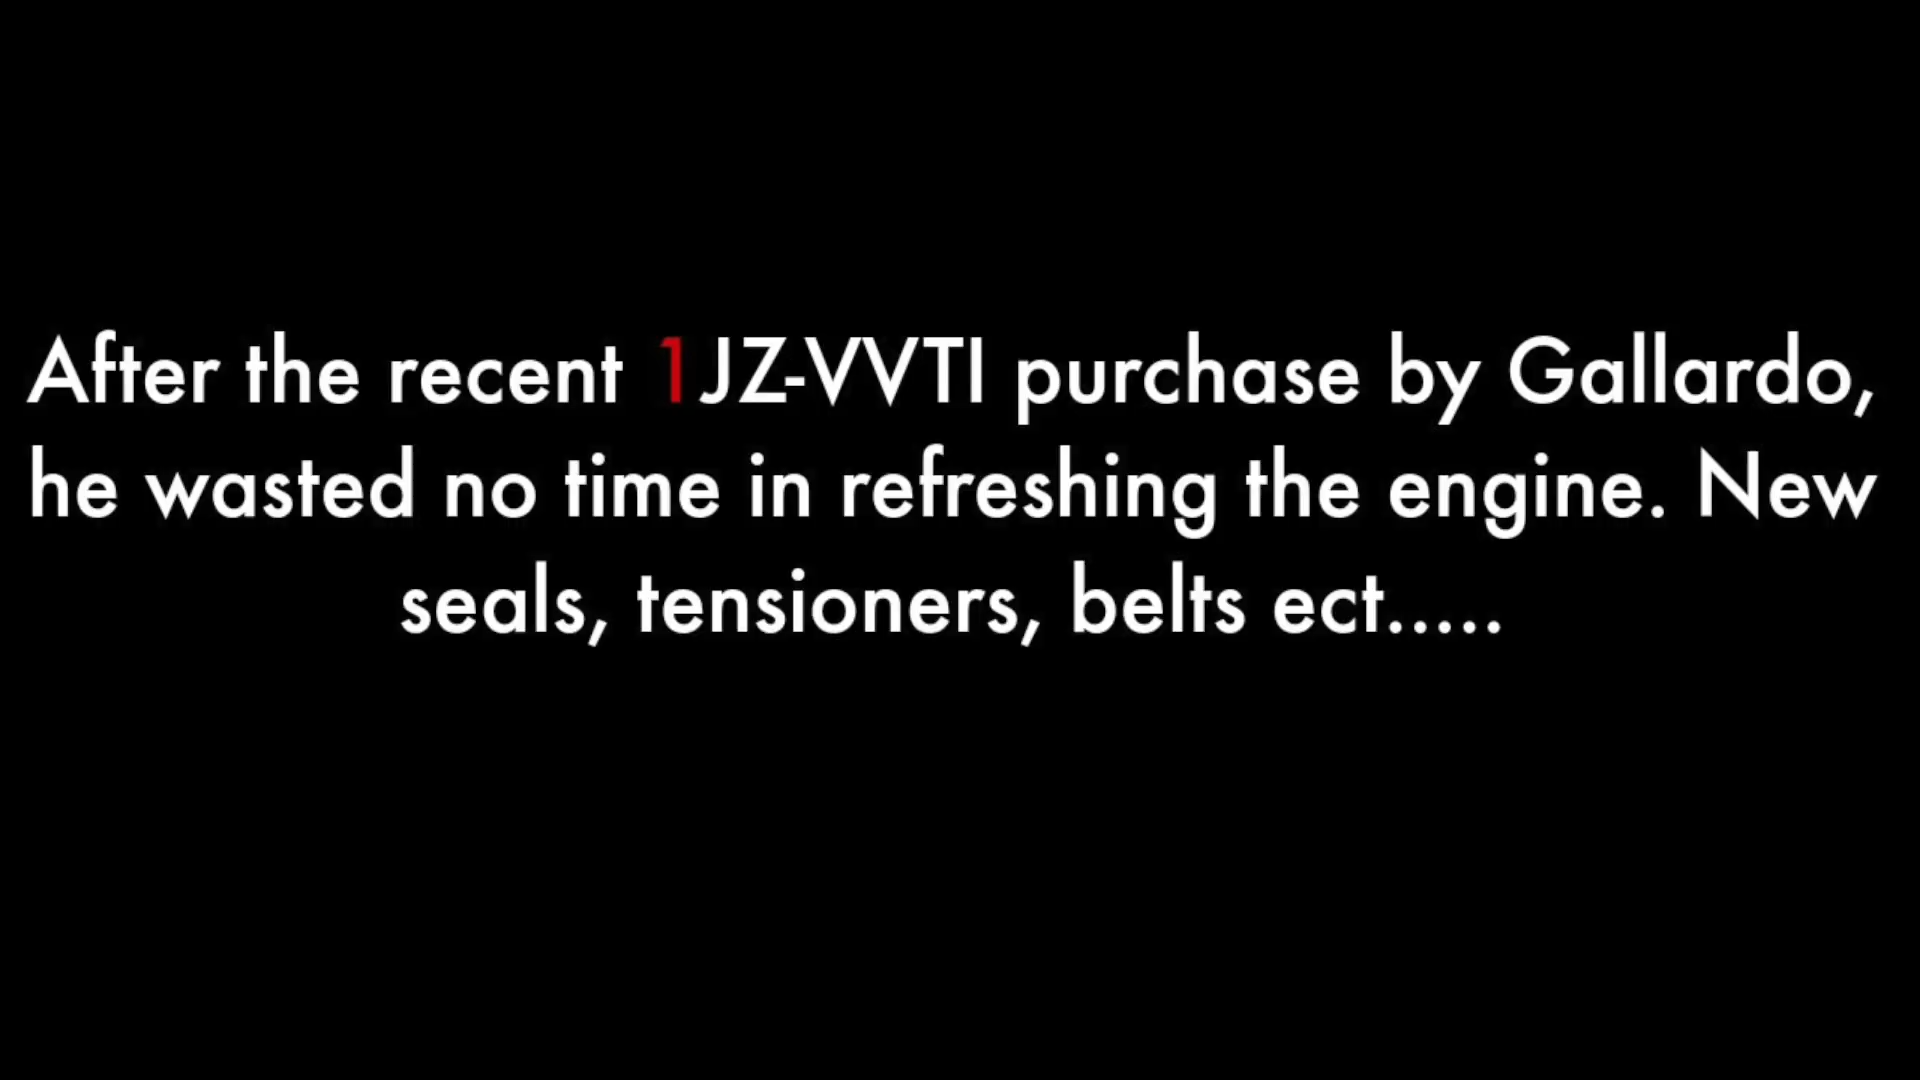 After the recent 1JZ-VVTI purchase by Gallardo,
he wasted no time in refreshing the engine. New
seals, tensioners, belts ect.....